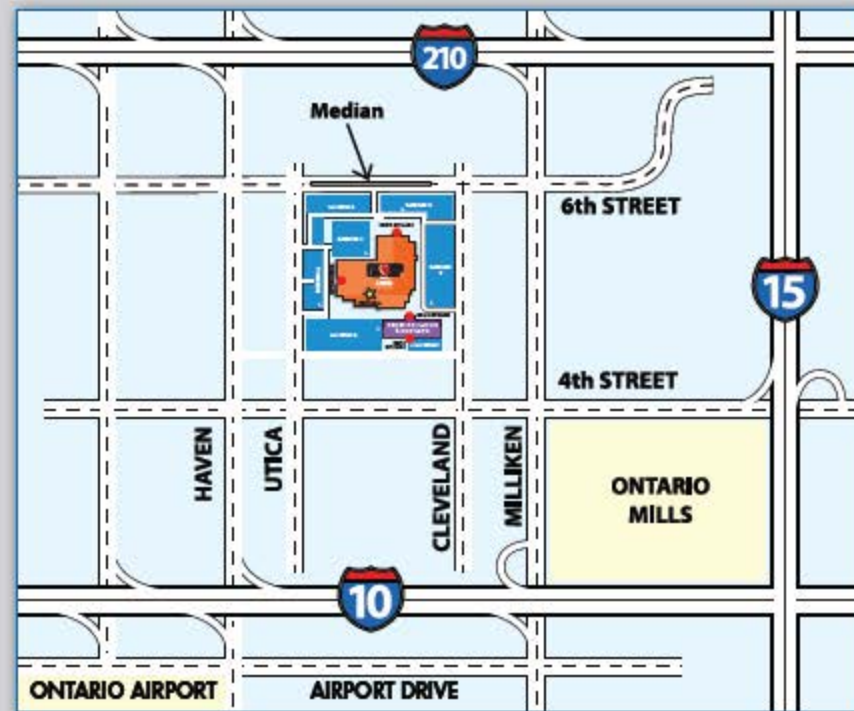 210
Median
6th STREET
15
4th STREET
HAVEN
UTICA
CLEVELAND
MILLIKEN
ONTARIO
MILLS
10
ONTARIO AIRPORT
AIRPORT DRIVE